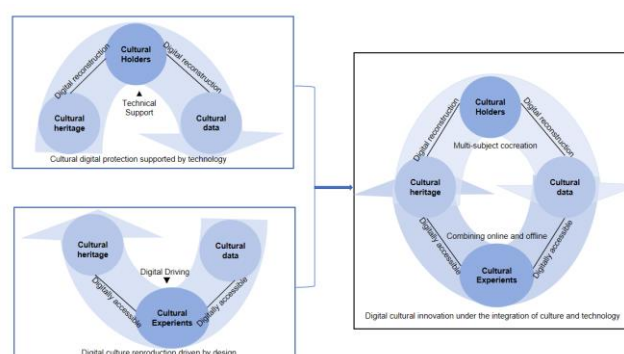 Cultural
Holders
Digital reconstruction
Digital reconstruction
Technical
Support
Cultural
heritage
Cultural
data
Cultural digital protection supported by technology
Cultural
heritage
Cultural
data
Digital Driving
Digitally accessible
Digitally accessible
Cultural
Experients
Digital culture reproduction driven by design
Cultural
Holders
Digital reconstruction
Digital reconstruction
Multi-subject cocreation
Cultural
heritage
Cultural
data
Combining online and offline
Digitally accessible
Digitally accessible
Cultural
Experients
Digital cultural innovation under the integration of culture and technology